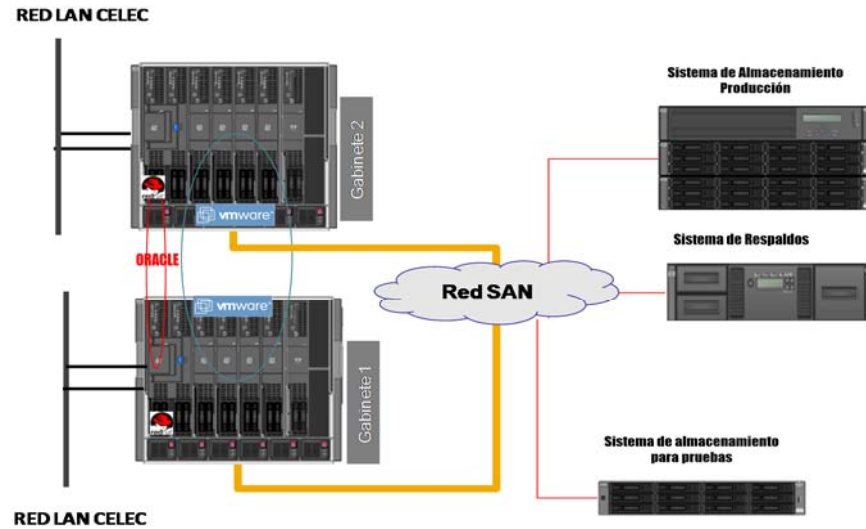 RED LAN CELEC
Sistema de Almacenamiento
Producción
Gabinete 2
vmware
ORACLE
Sistema de Respaldos
Red SAN
vmware
Gabinete 1
Sistema de almacenamiento
para pruebas
RED LAN CELEC